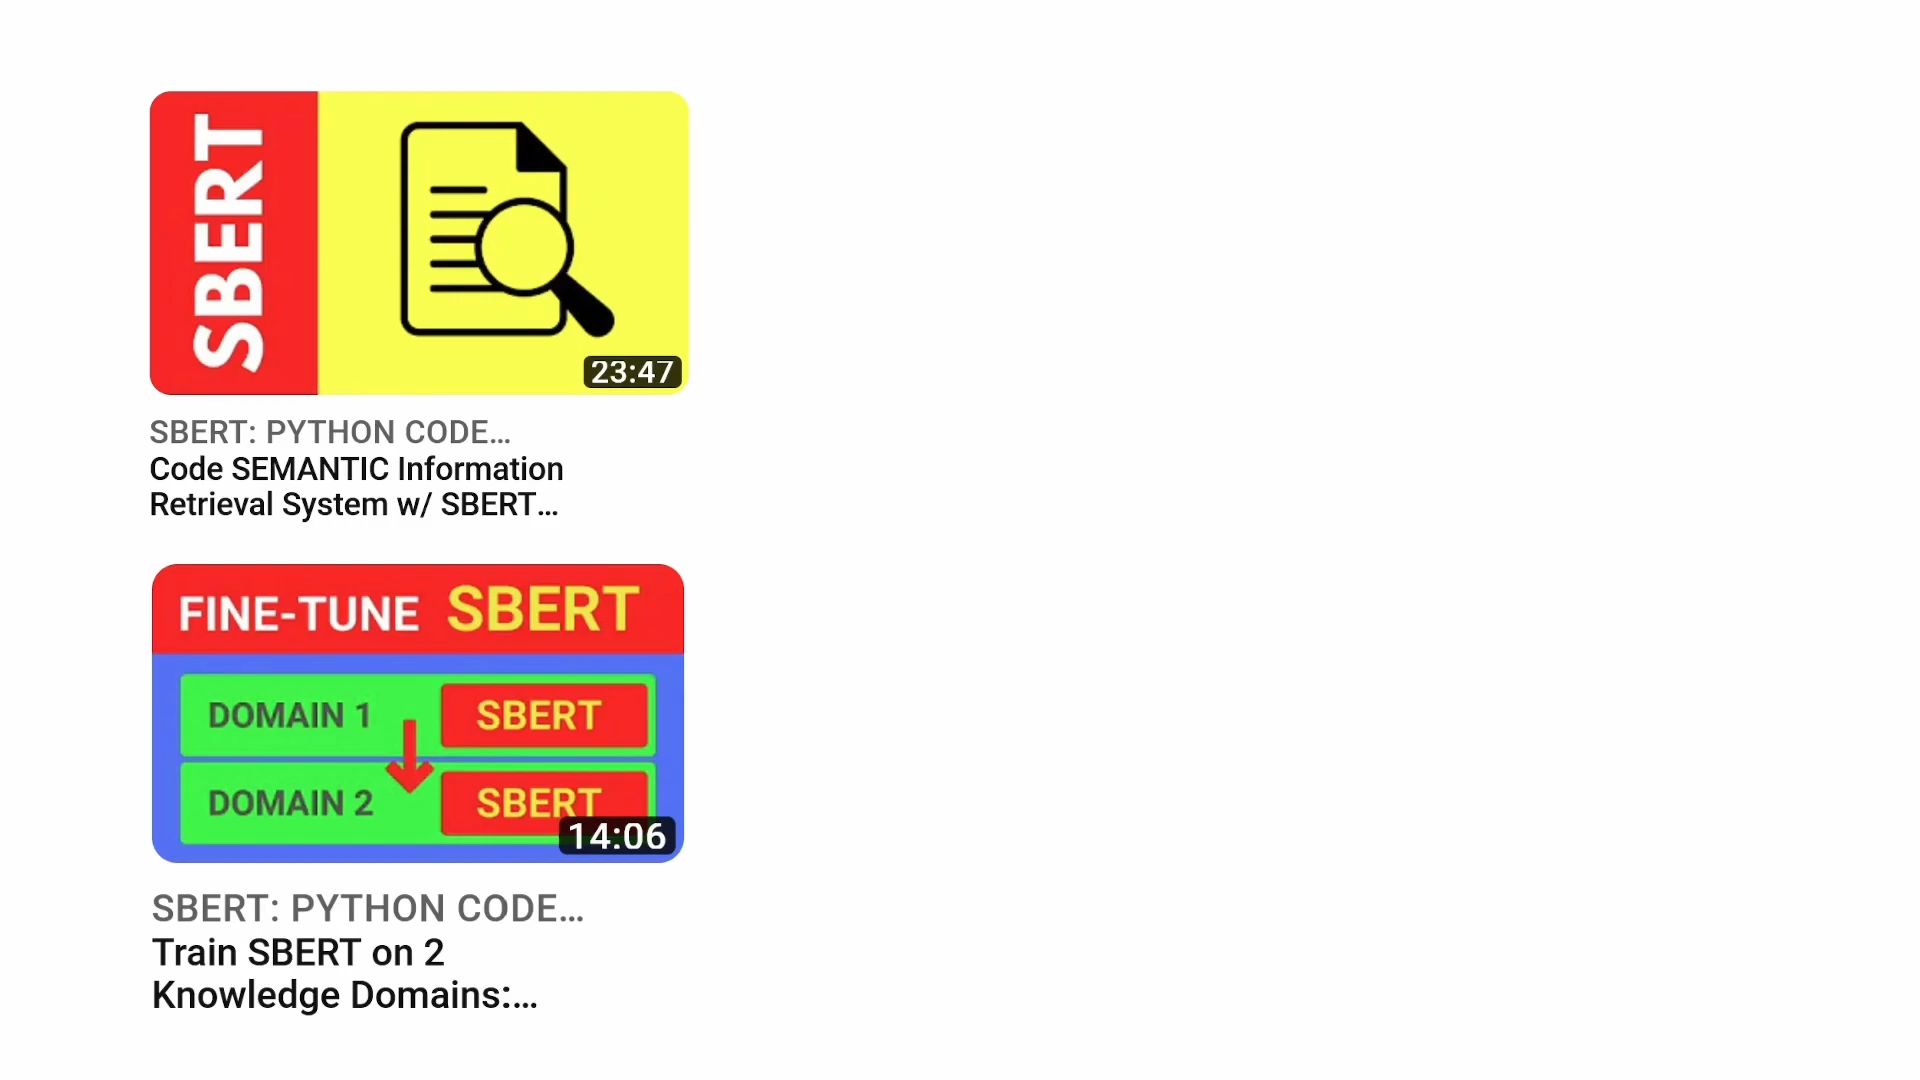 SBERT
23:47
SBERT: PYTHON CODE...
Code SEMANTIC Information
Retrieval System w/ SBERT...
FINE-TUNE SBERT
DOMAIN 1 SBERT
DOMAIN 2 SBERT
14:06
SBERT: PYTHON CODE...
Train SBERT on 2
Knowledge Domains:...